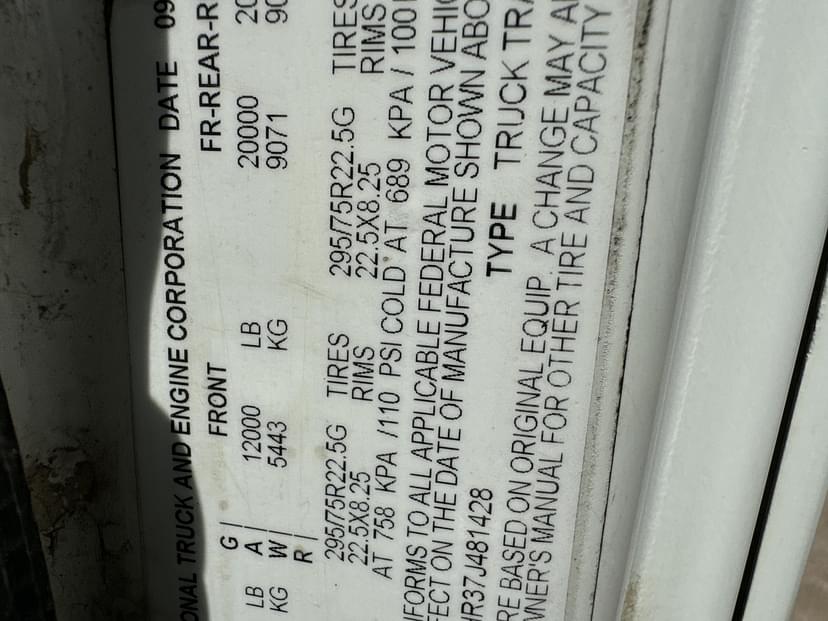 ONAL TRUCK AND ENGINE CORPORATION DATE 09
G FRONT FR-REAR-R
LB A 12000 LB 20000 20
KG W 5443 KG 9071 90
R
295/75R22.5G TIRES 295/75R22.5G TIRES
22.5X8.25 RIMS 22.5X8.25 RIMS
AT 758 KPA /110 PSI COLD AT 689 KPA / 100
IFORMS TO ALL APPLICABLE FEDERAL MOTOR VEHIC
FECT ON THE DATE OF MANUFACTURE SHOWN ABO
HR37J481428 TYPE TRUCK TRA
RE BASED ON ORIGINAL EQUIP. A CHANGE MAY A
WNER'S MANUAL FOR OTHER TIRE AND CAPACITY